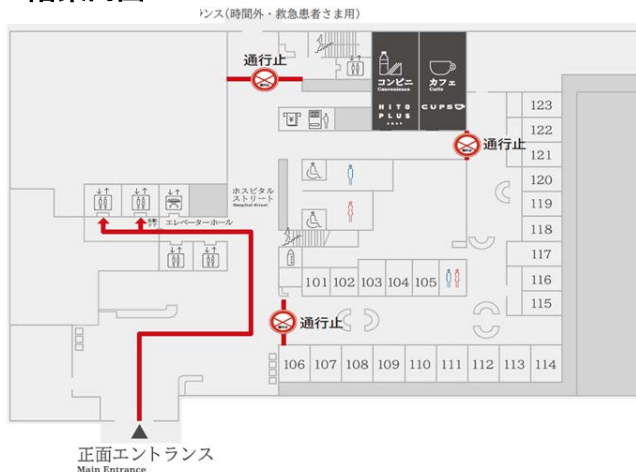 ンス(時間外・救急患者さま用)
通行止
コンビニ
Convenience
カフェ
Caffe
HITO
PLUS
CUPS
123
122
通行止
121
120
119
118
117
116
115
ホスピタル
ストリート
Hospital Street
エレベーターホール
101 102 103 104 105
通行止
106 107 108 109 110 111 112 113 114
正面エントランス
Main Entrance